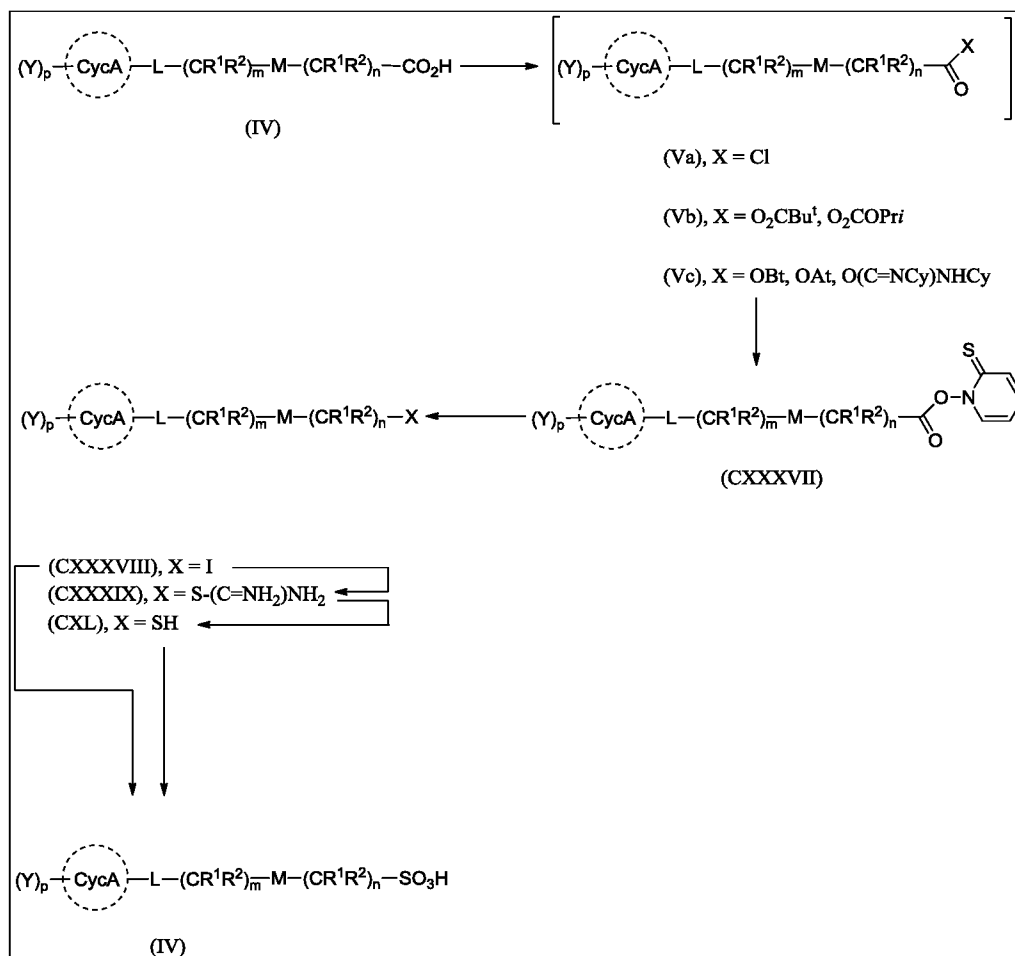 (Y)p CycA L (CR¹R²)m M (CR¹R²)n CO₂H
(IV)
(Y)p CycA L (CR¹R²)m M (CR¹R²)n X O
(Va), X = Cl
(Vb), X = O₂CBuᵗ, O₂COPri
(Vc), X = OBt, OAt, O(C=NCy)NHCy
(Y)p CycA L (CR¹R²)m M (CR¹R²)n X
(Y)p CycA L (CR¹R²)m M (CR¹R²)n O O N S
(CXXXVII)
(CXXXVIII), X = I
(CXXXIX), X = S-(C=NH₂)NH₂
(CXL), X = SH
(Y)p CycA L (CR¹R²)m M (CR¹R²)n SO₃H
(IV)